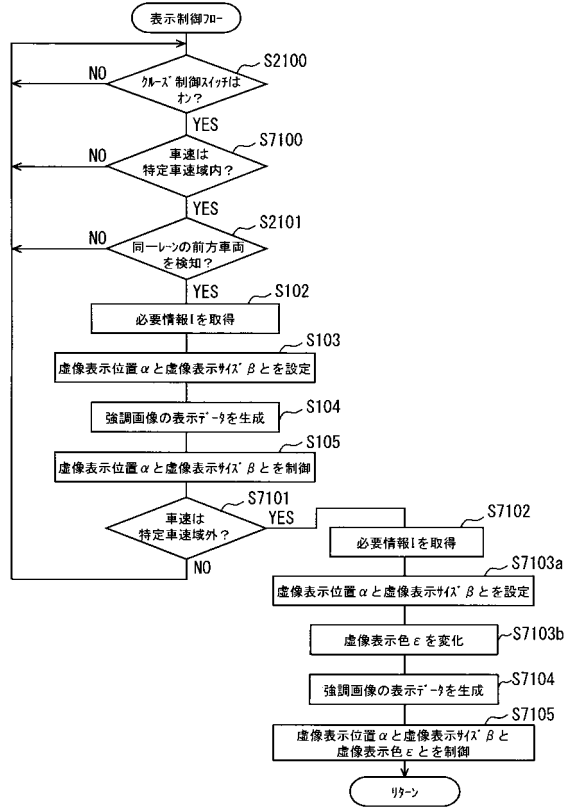 表示制御フロー
S2100
クルーズ制御スイッチは
オン?
NO
YES
S7100
車速は
特定車速域内?
NO
YES
S2101
同一レーンの前方車両
を検知?
NO
YES
S102
必要情報Iを取得
S103
虚像表示位置αと虚像表示サイズβとを設定
S104
強調画像の表示データを生成
S105
虚像表示位置αと虚像表示サイズβとを制御
S7101
車速は
特定車速域外?
YES
NO
S7102
必要情報Iを取得
S7103a
虚像表示位置αと虚像表示サイズβとを設定
S7103b
虚像表示色εを変化
S7104
強調画像の表示データを生成
S7105
虚像表示位置αと虚像表示サイズβと
虚像表示色εとを制御
リターン